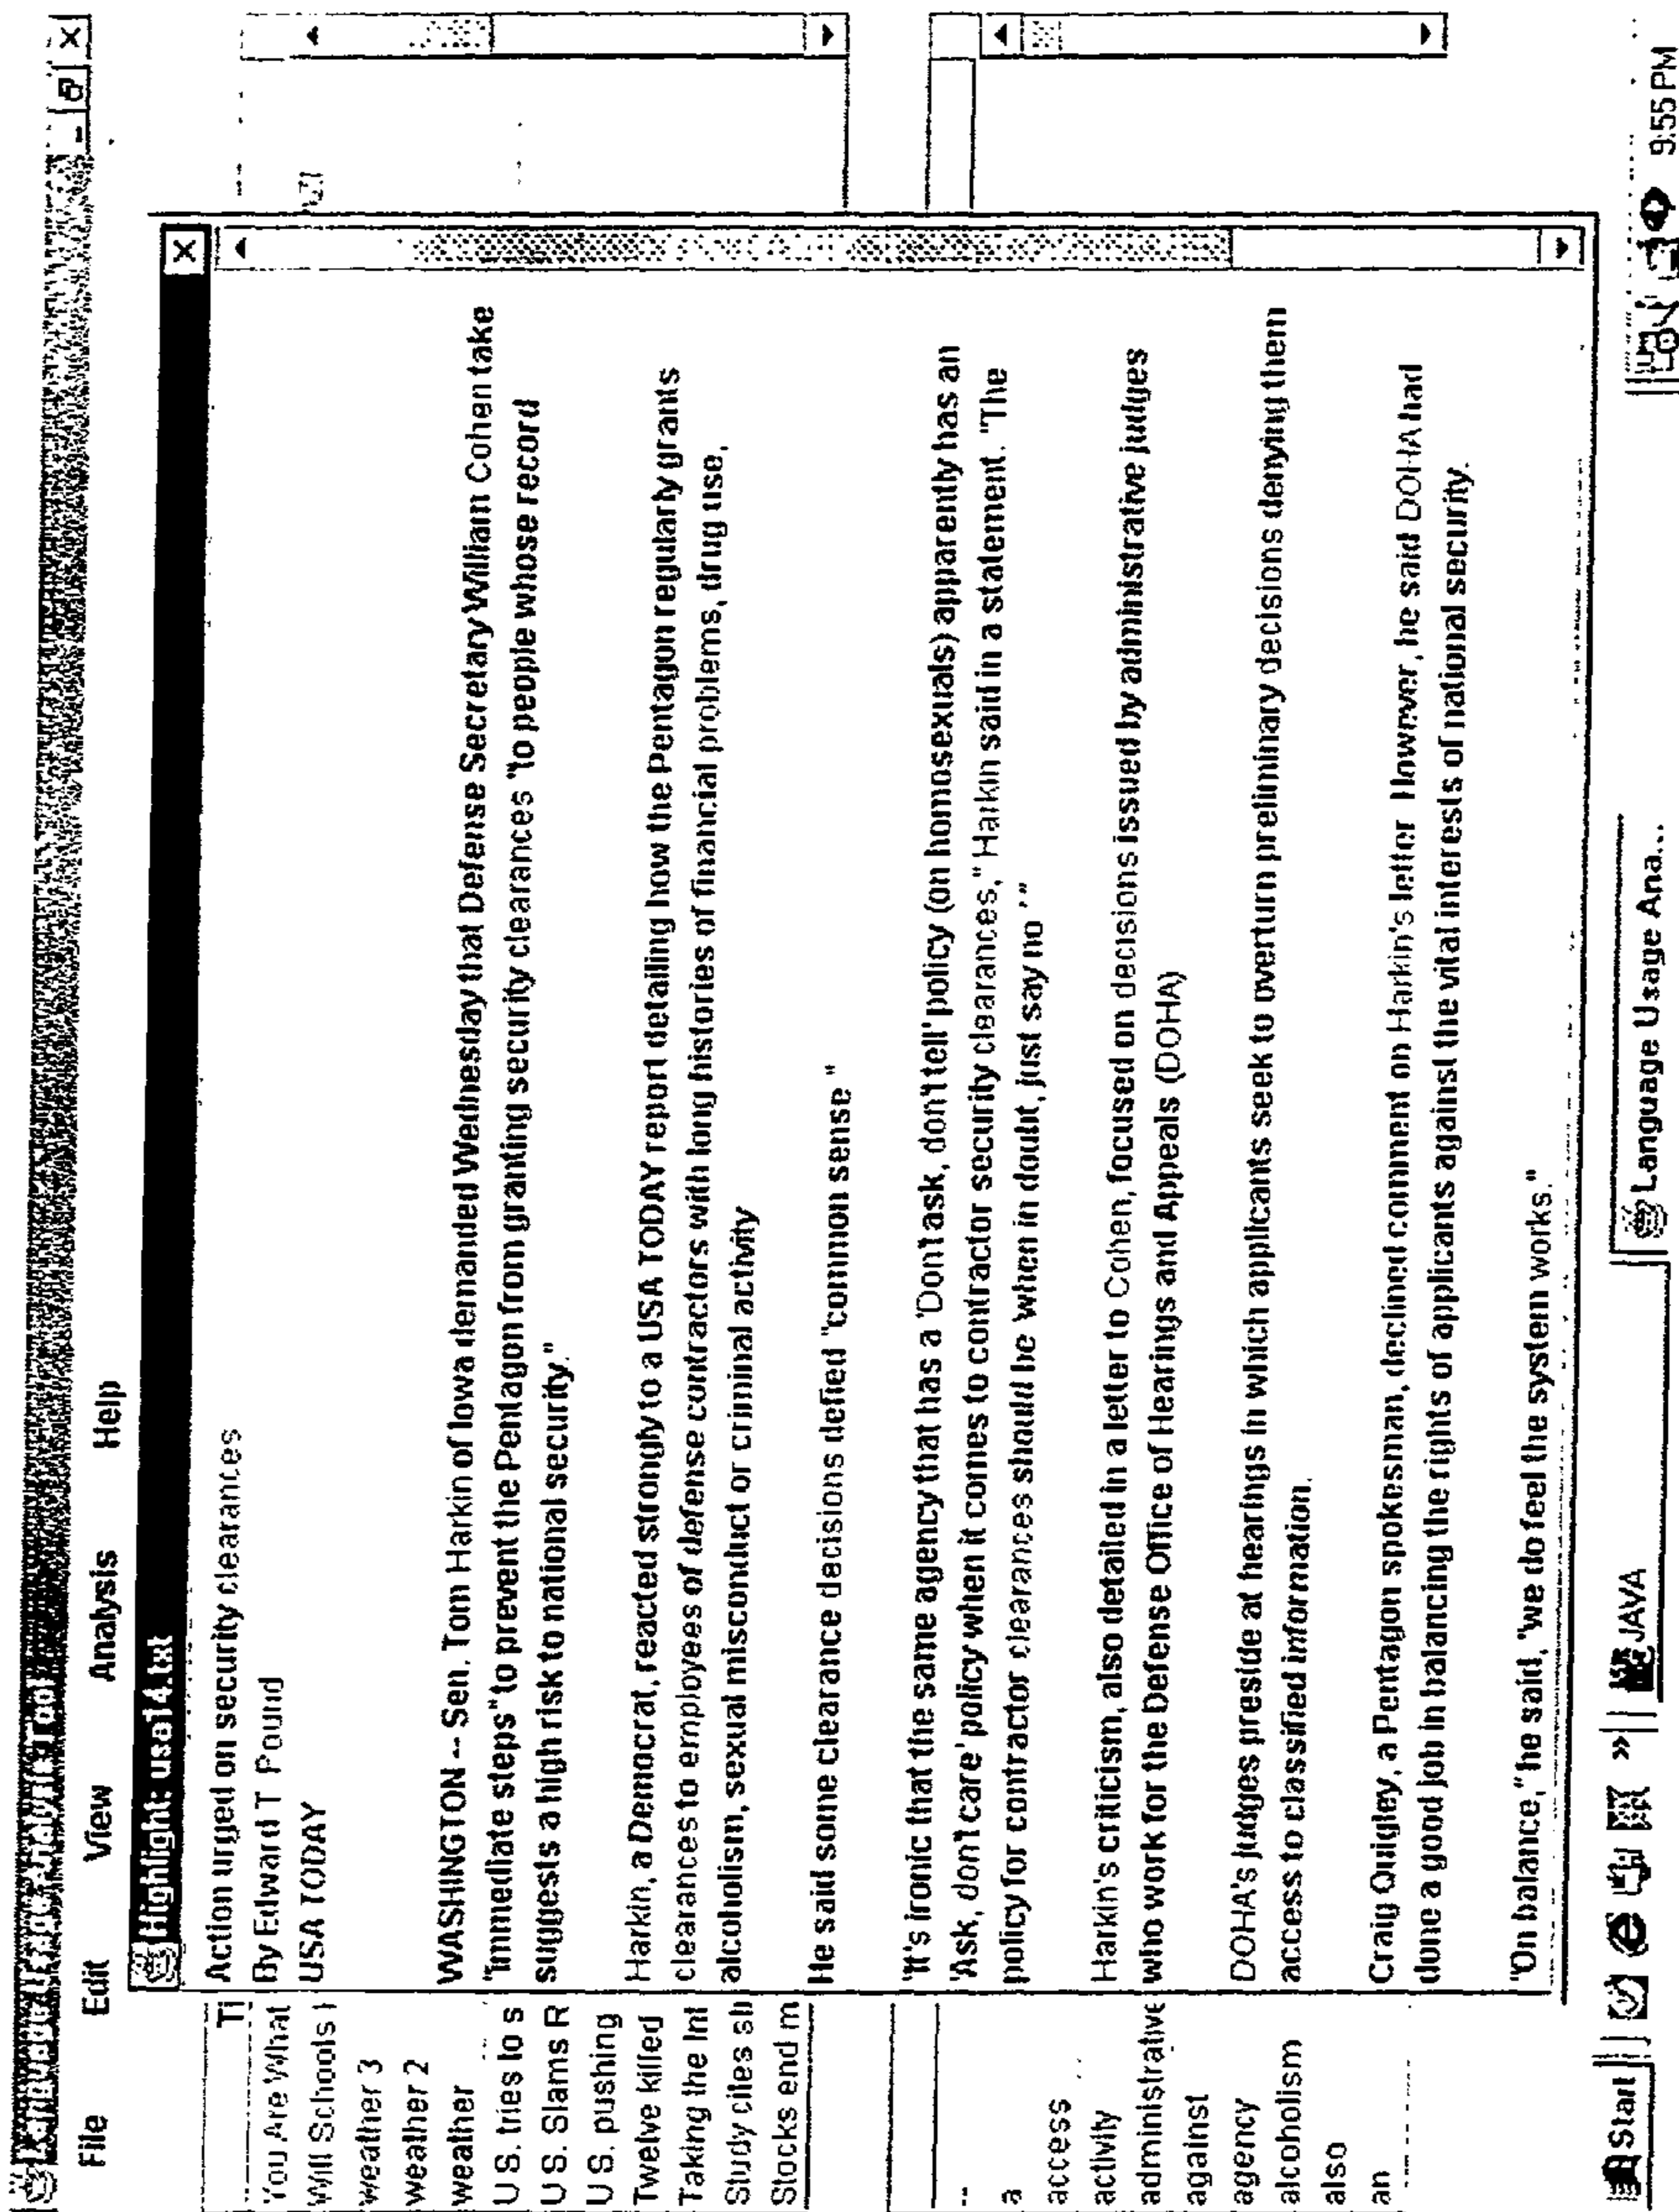 File Edit View Analysis Help
Highlight: usa14.txt
Ti
You Are What
Will Schools
weather 3
weather 2
weather
U S. tries to s
U S. Slams R
U S. pushing
Twelve killed
Taking the Int
Study cites sh
Stocks end m
--
a
access
activity
administrative
against
agency
alcoholism
also
an
Action urged on security clearances
By Edward T Pound
USA TODAY
WASHINGTON -- Sen. Tom Harkin of Iowa demanded Wednesday that Defense Secretary William Cohen take
"immediate steps" to prevent the Pentagon from granting security clearances "to people whose record
suggests a high risk to national security."
Harkin, a Democrat, reacted strongly to a USA TODAY report detailing how the Pentagon regularly grants
clearances to employees of defense contractors with long histories of financial problems, drug use,
alcoholism, sexual misconduct or criminal activity
He said some clearance decisions defied "common sense"
"It's ironic that the same agency that has a 'Don't ask, don't tell' policy (on homosexuals) apparently has an
'Ask, don't care' policy when it comes to contractor security clearances," Harkin said in a statement. "The
policy for contractor clearances should be 'when in doubt, just say no'"
Harkin's criticism, also detailed in a letter to Cohen, focused on decisions issued by administrative judges
who work for the Defense Office of Hearings and Appeals (DOHA)
DOHA's judges preside at hearings in which applicants seek to overturn preliminary decisions denying them
access to classified information.
Craig Quigley, a Pentagon spokesman, declined comment on Harkin's letter However, he said DOHA had
done a good job in balancing the rights of applicants against the vital interests of national security.
"On balance," he said, "we do feel the system works."
Start » JAVA Language Usage Ana... 9:55 PM